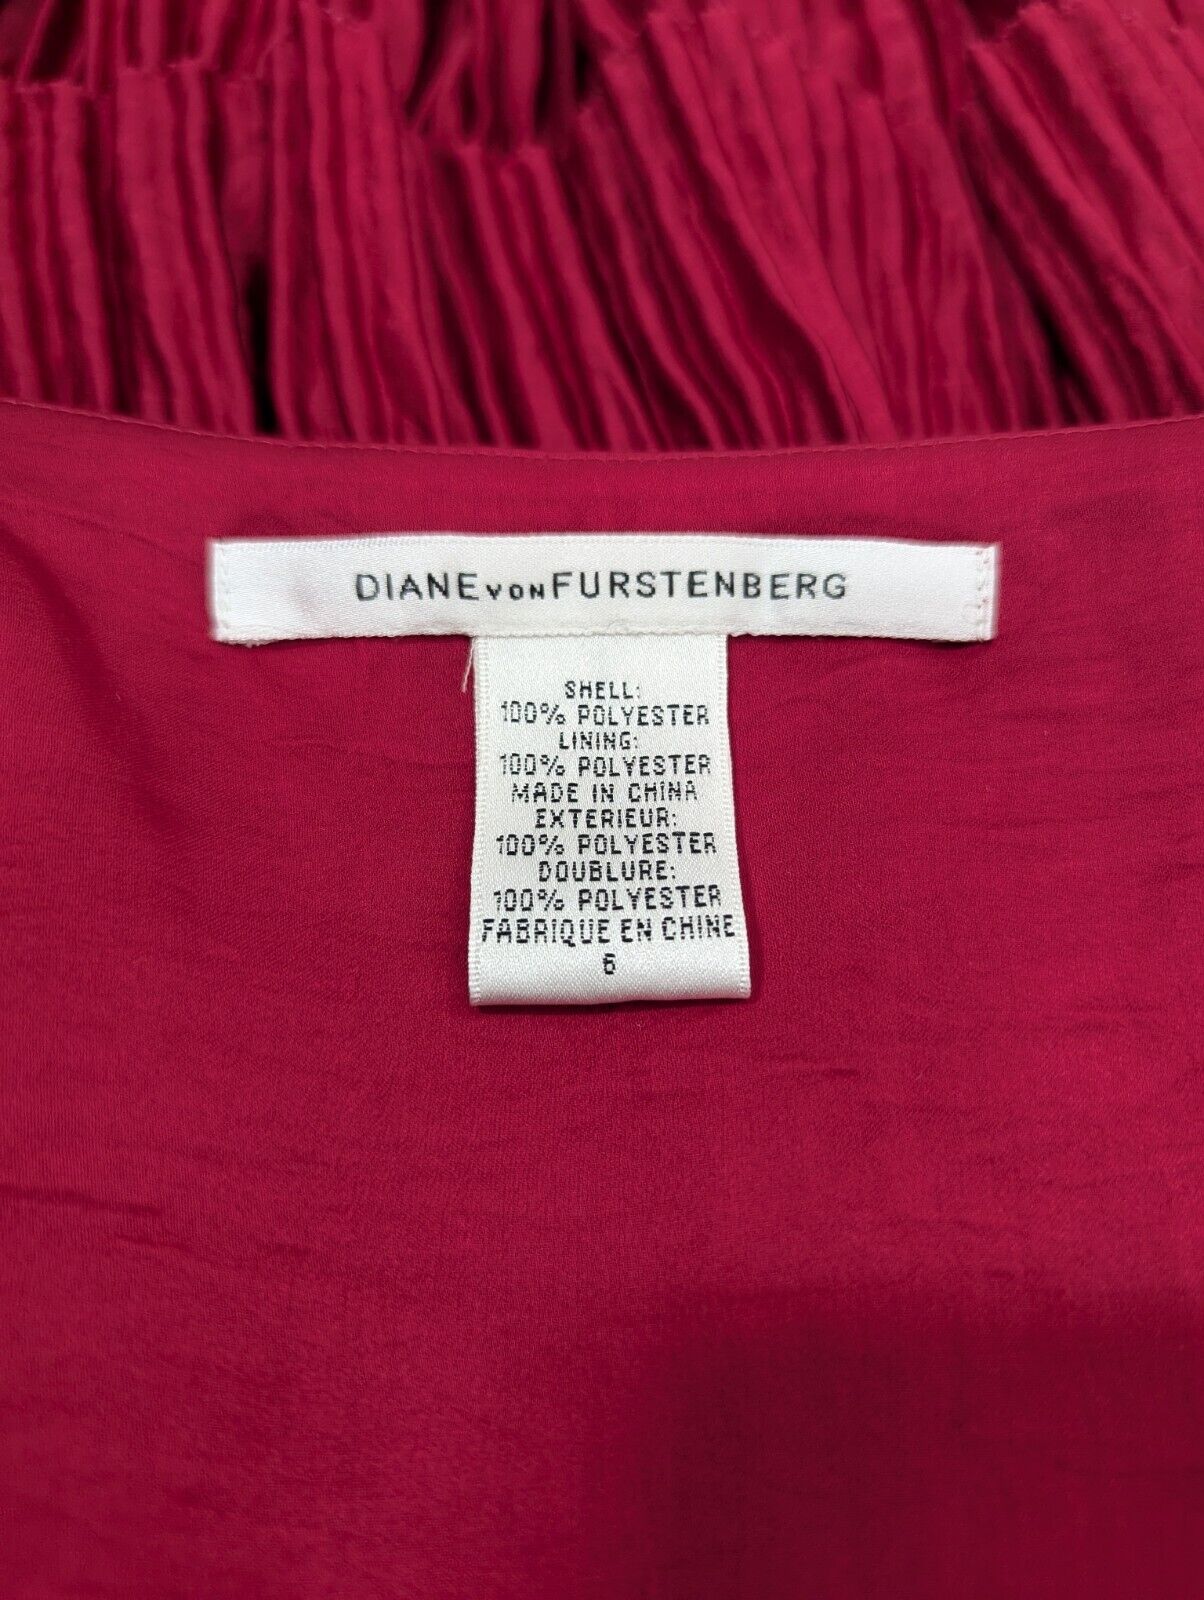 DIANE VON FURSTENBERG
SHELL:
100% POLYESTER
LINING:
100% POLYESTER
MADE IN CHINA
EXTERIEUR:
100% POLYESTER
DOUBLURE:
100% POLYESTER
FABRIQUE EN CHINE
6